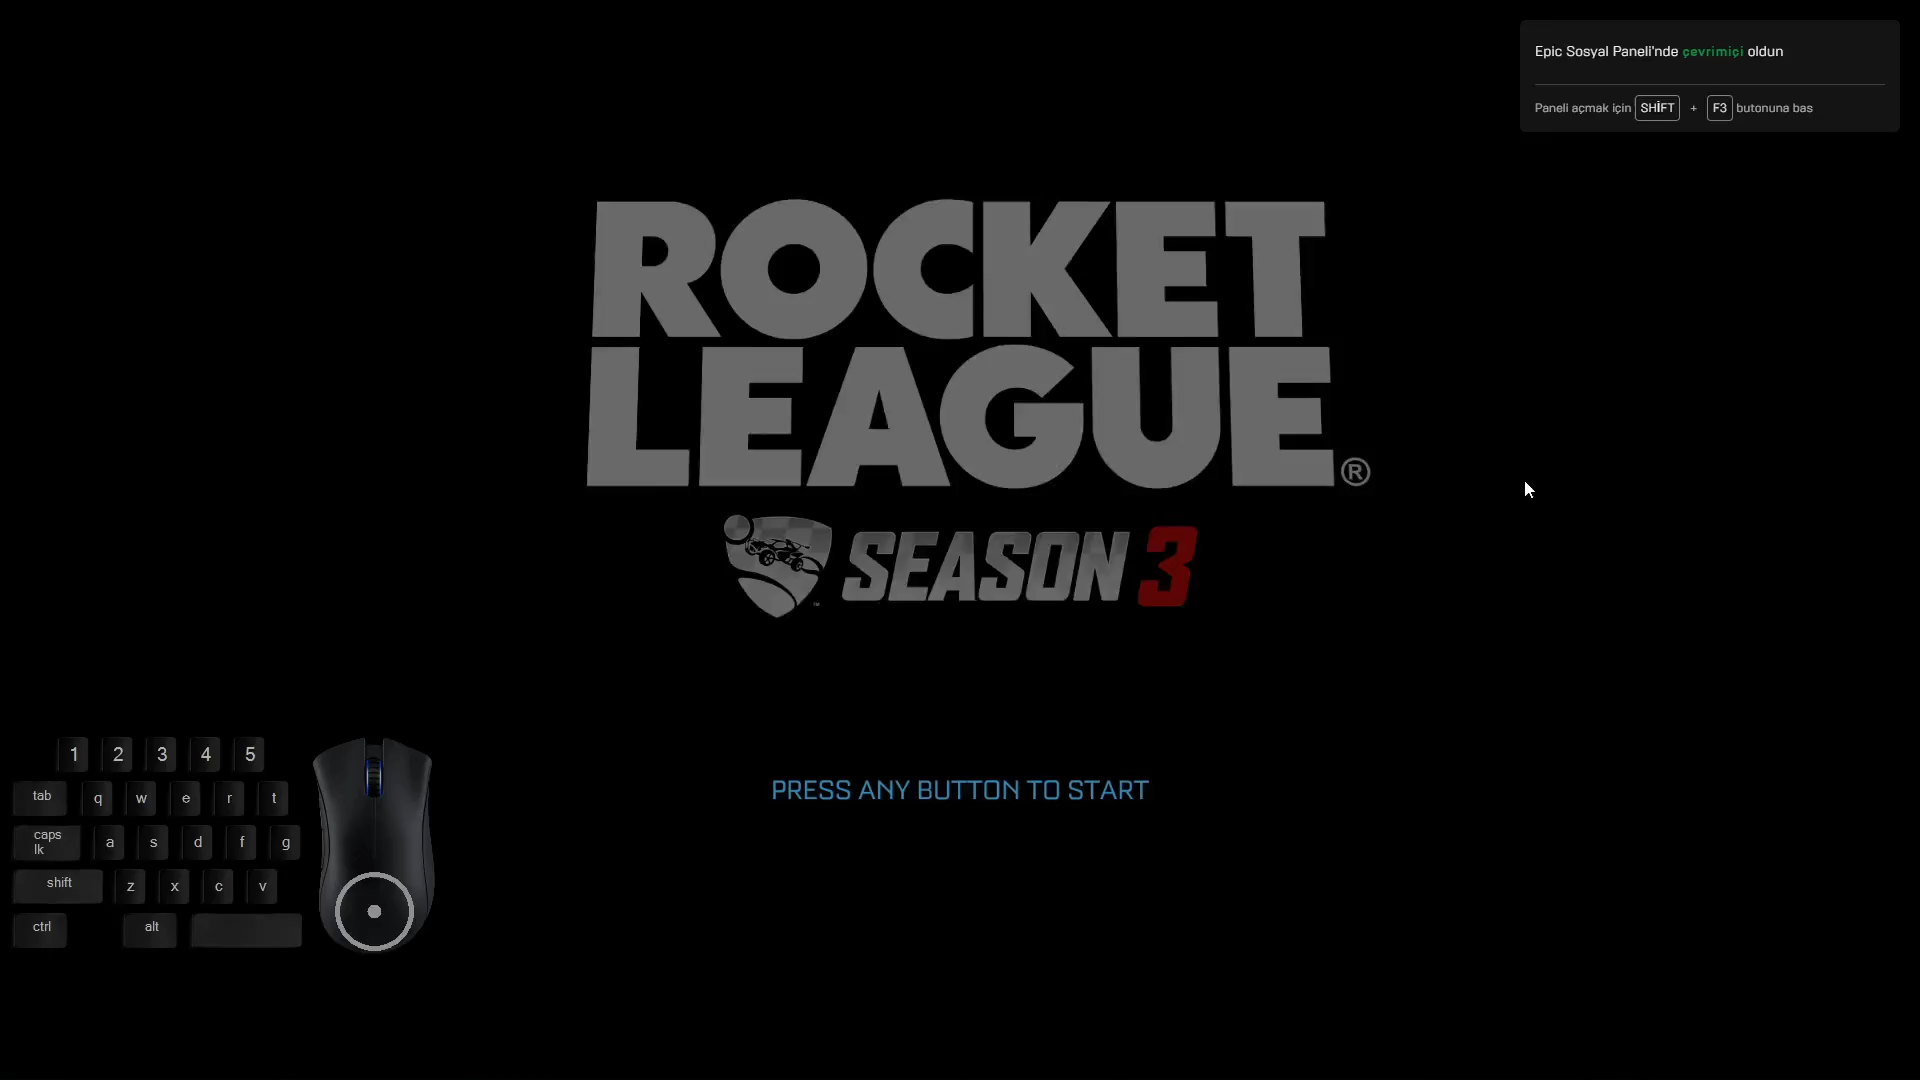 Epic Sosyal Paneli'nde çevrimiçi oldun
Paneli açmak için SHİFT + F3 butonuna bas
ROCKET
LEAGUE®
SEASON 3
PRESS ANY BUTTON TO START
1 2 3 4 5
tab q w e r t
caps
lk a s d f g
shift z x c v
ctrl alt